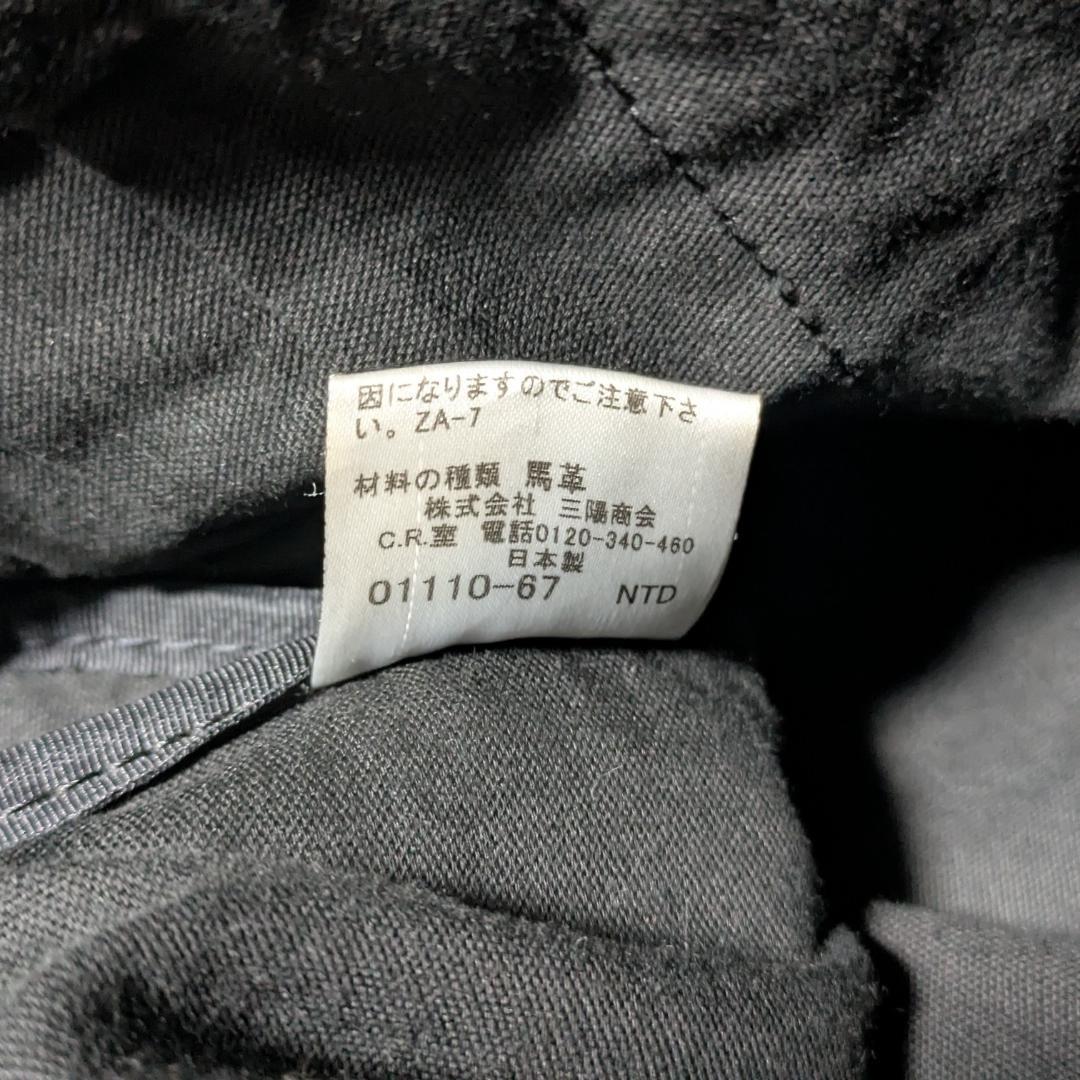 因になりますのでご注意下さ
い。ZA-7
材料の種類 馬革
株式会社 三陽商会
C.R.室 電話0120-340-460
日本製
01110-67 NTD